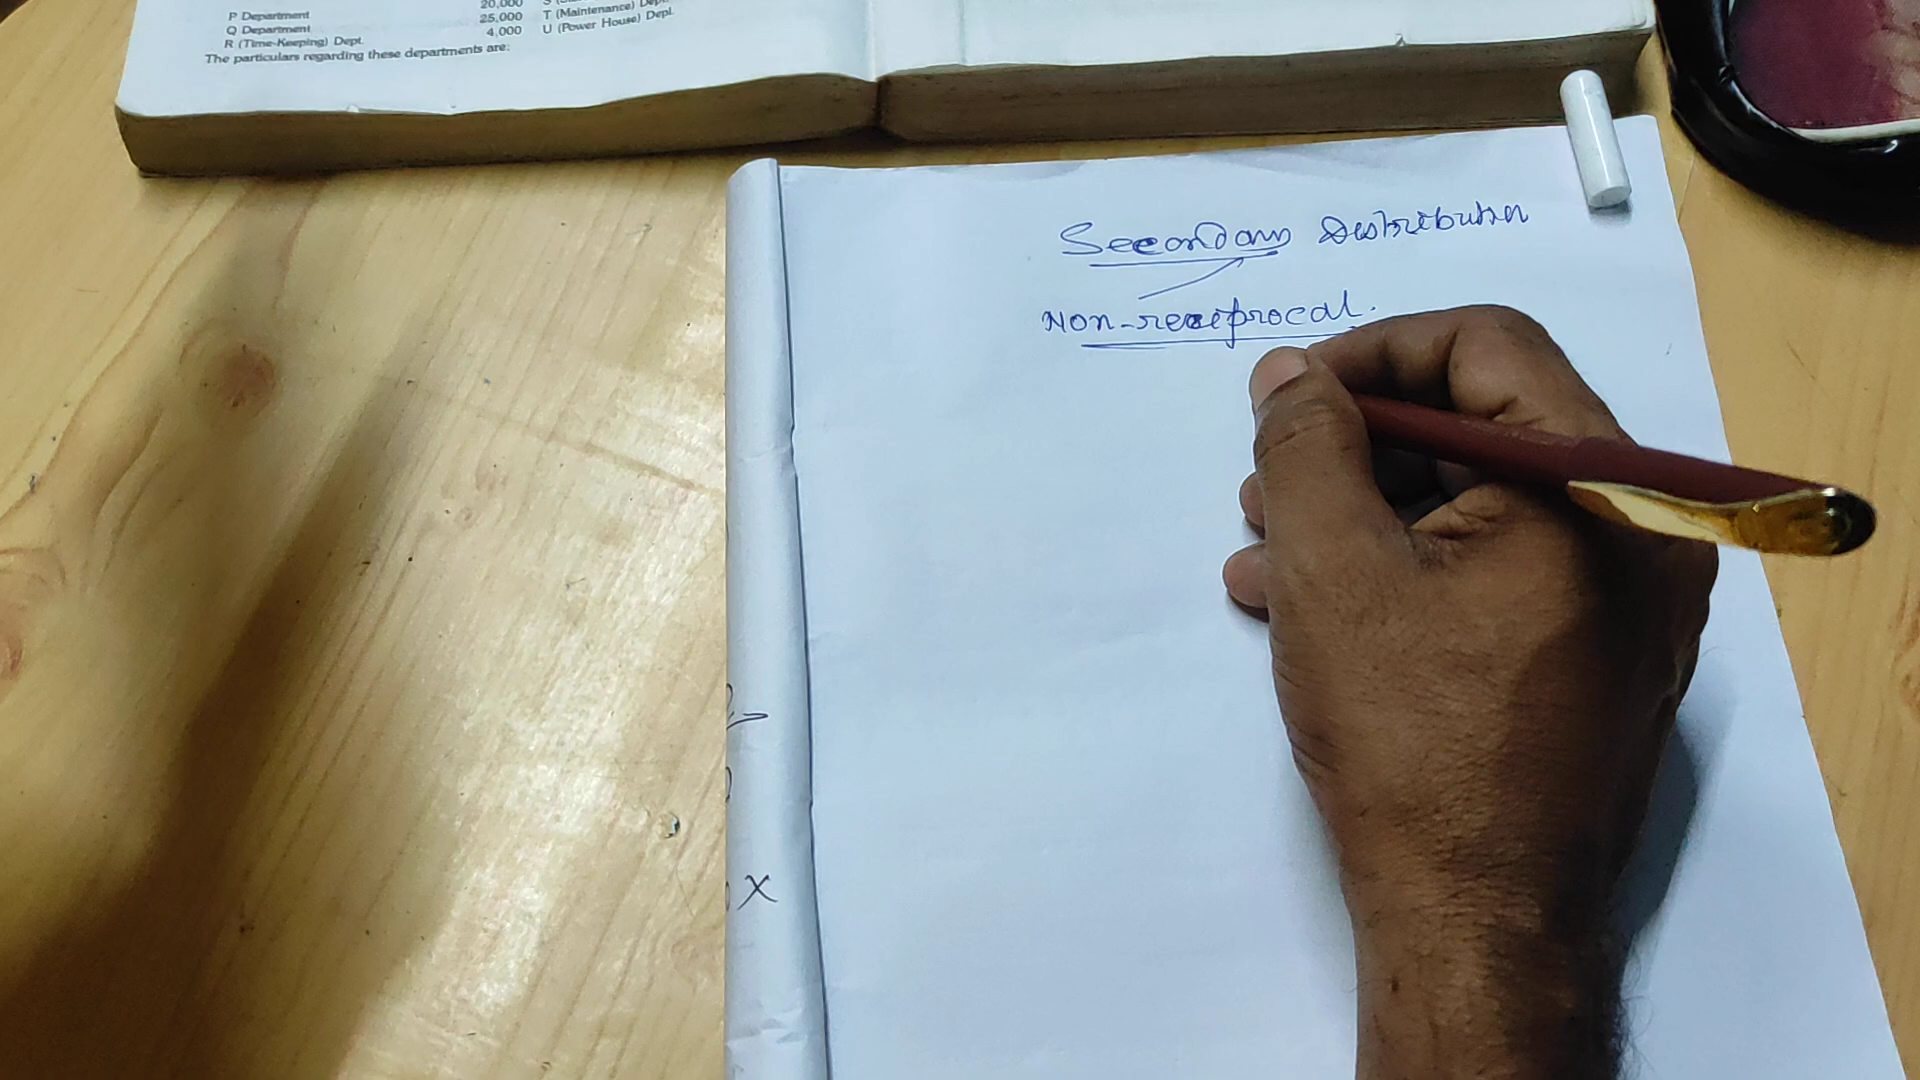 20,000
P Department 25,000 T (Maintenance) Dept.
Q Department 4,000 U (Power House) Dept.
R (Time-Keeping) Dept.
The particulars regarding these departments are:
Secondary Distribution
Non-reciprocal.
x